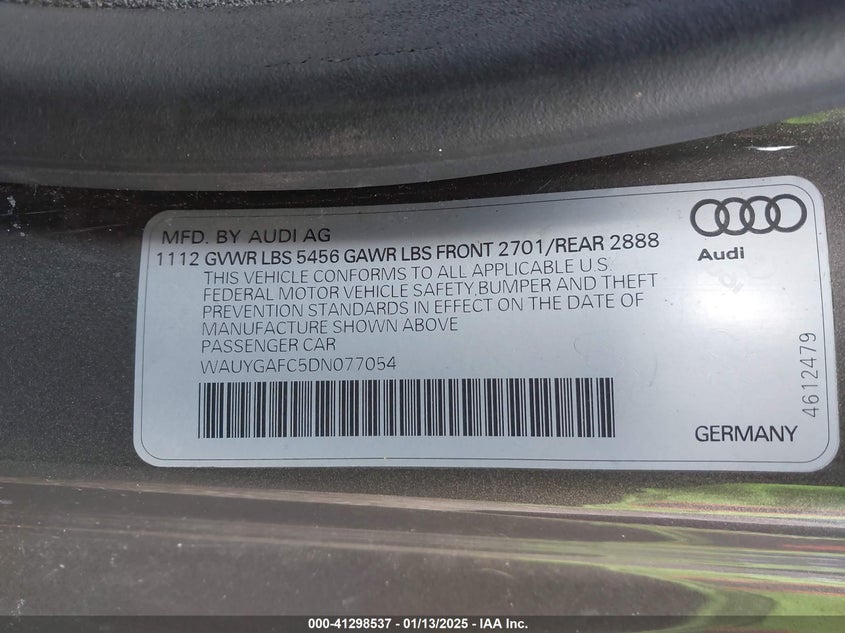 MFD. BY AUDI AG
1112 GVWR LBS 5456 GAWR LBS FRONT 2701/REAR 2888
THIS VEHICLE CONFORMS TO ALL APPLICABLE U.S.
FEDERAL MOTOR VEHICLE SAFETY,BUMPER AND THEFT
PREVENTION STANDARDS IN EFFECT ON THE DATE OF
MANUFACTURE SHOWN ABOVE
PASSENGER CAR
WAUYGAFC5DN077054
Audi
4612479
GERMANY
000-41298537 - 01/13/2025 - IAAI.COM